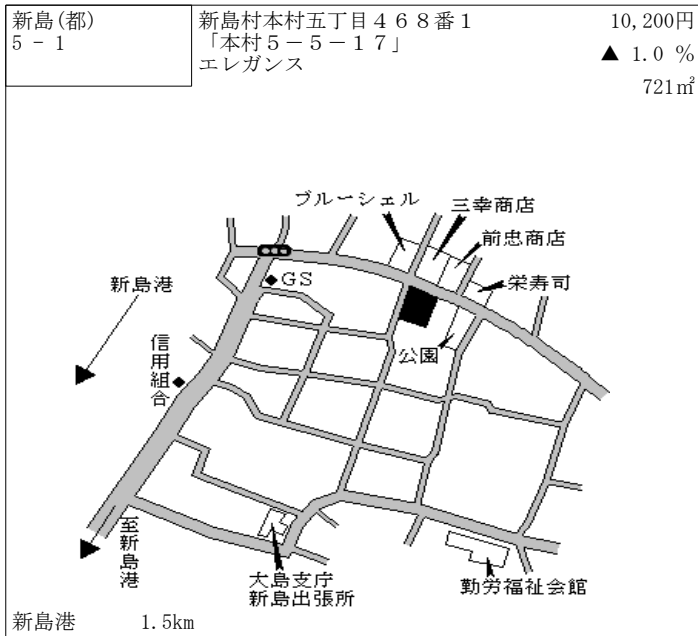 新島(都)
5 - 1
新島村本村五丁目468番1
「本村5-5-17」
エレガンス
10,200円
▲ 1.0 %
721㎡
ブルーシェル
三幸商店
前忠商店
栄寿司
新島港
GS
信用組合
公園
至新島港
大島支庁
新島出張所
勤労福祉会館
新島港 1.5km